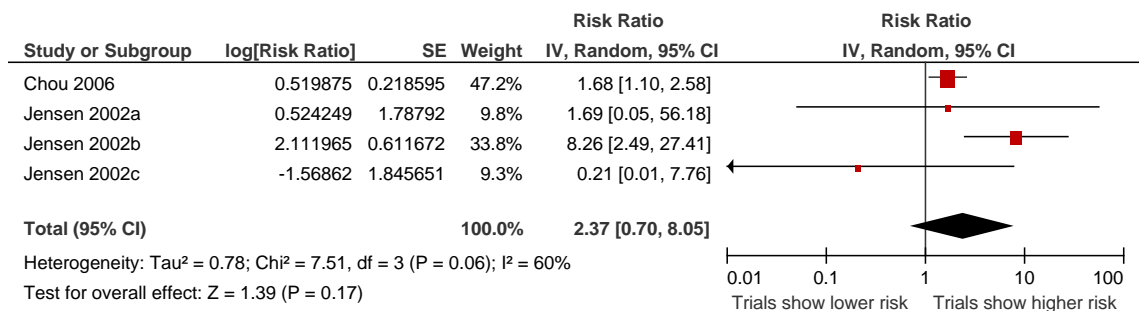 Risk Ratio Risk Ratio
Study or Subgroup log[Risk Ratio] SE Weight IV, Random, 95% CI IV, Random, 95% CI
Chou 2006 0.519875 0.218595 47.2% 1.68 [1.10, 2.58]
Jensen 2002a 0.524249 1.78792 9.8% 1.69 [0.05, 56.18]
Jensen 2002b 2.111965 0.611672 33.8% 8.26 [2.49, 27.41]
Jensen 2002c -1.56862 1.845651 9.3% 0.21 [0.01, 7.76]
Total (95% CI) 100.0% 2.37 [0.70, 8.05]
Heterogeneity: Tau² = 0.78; Chi² = 7.51, df = 3 (P = 0.06); I² = 60%
Test for overall effect: Z = 1.39 (P = 0.17)
0.01 0.1 1 10 100
Trials show lower risk Trials show higher risk